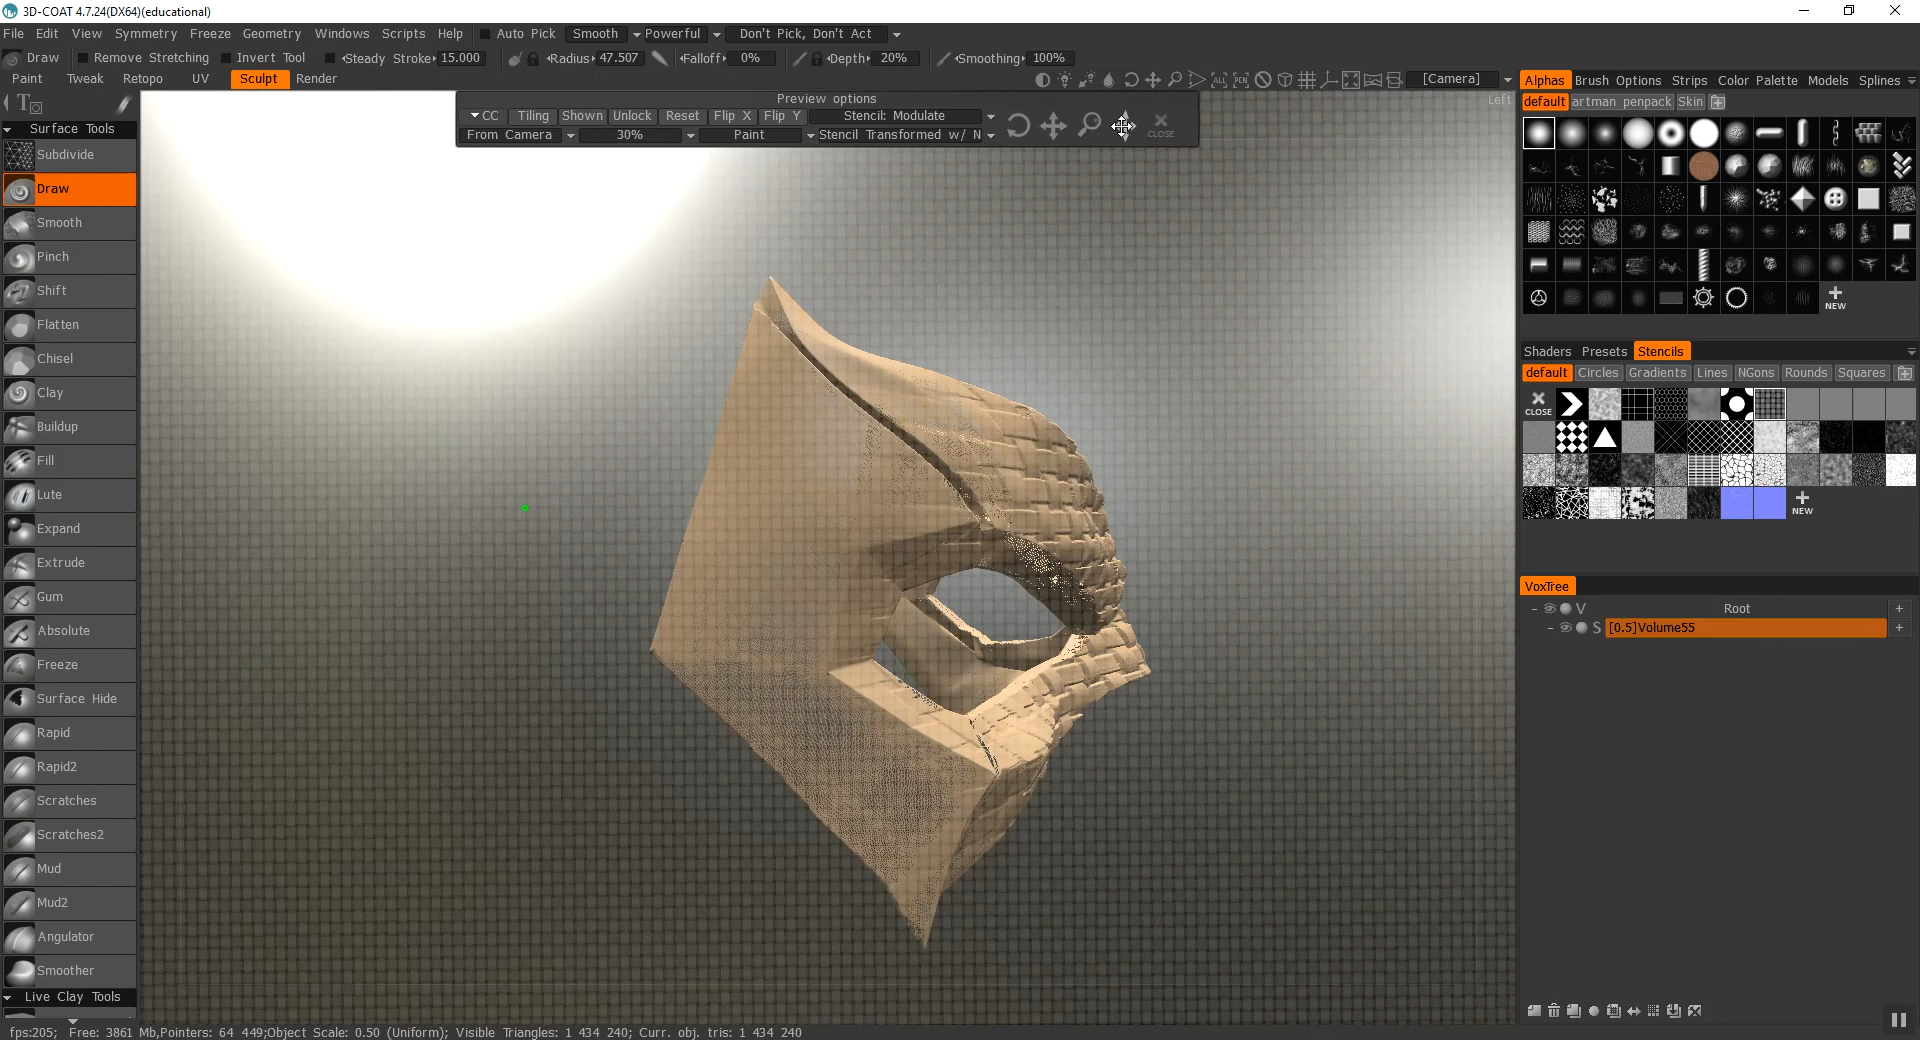 3D-COAT 4.7.24(DX64)(educational)
File Edit View Symmetry Freeze Geometry Windows Scripts Help Auto Pick Smooth Powerful Don't Pick, Don't Act
Draw Remove Stretching Invert Tool Steady Stroke 15.000 Radius 47.507 Falloff 0% Depth 20% Smoothing 100%
Paint Tweak Retopo UV Sculpt Render [Camera]
Left
Preview options
CC Tiling Shown Unlock Reset Flip X Flip Y Stencil: Modulate
From Camera 30% Paint Stencil Transformed w/ N
CLOSE
Surface Tools
Subdivide
Draw
Smooth
Pinch
Shift
Flatten
Chisel
Clay
Buildup
Fill
Lute
Expand
Extrude
Gum
Absolute
Freeze
Surface Hide
Rapid
Rapid2
Scratches
Scratches2
Mud
Mud2
Angulator
Smoother
Live Clay Tools
Alphas Brush Options Strips Color Palette Models Splines
default artman penpack Skin
NEW
Shaders Presets Stencils
default Circles Gradients Lines NGons Rounds Squares
CLOSE
NEW
VoxTree
V Root +
S [0.5]Volume55 +
fps:205; Free: 3861 Mb,Pointers: 64 449;Object Scale: 0.50 (Uniform); Visible Triangles: 1 434 240; Curr. obj. tris: 1 434 240